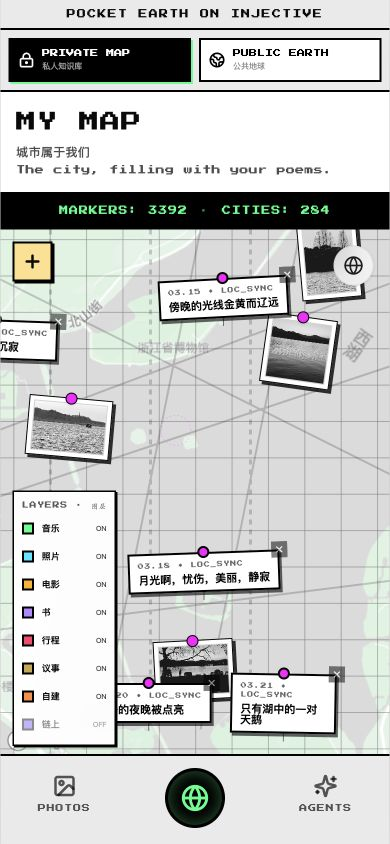 POCKET EARTH ON INJECTIVE
PRIVATE MAP
私人知识库
PUBLIC EARTH
公共地球
MY MAP
城市属于我们
The city, filling with your poems.
MARKERS: 3392 · CITIES: 284
+
03.15 • LOC_SYNC
傍晚的光线金黄而辽远
OC_SYNC
沉寂
北山街
浙江省博物馆
西湖
LAYERS · 图层
音乐 ON
照片 ON
电影 ON
书 ON
行程 ON
议事 ON
自建 ON
链上 OFF
03.18 • LOC_SYNC
月光啊，忧伤，美丽，静寂
20 • LOC_SYNC
的夜晚被点亮
03.21 •
LOC_SYNC
只有湖中的一对
天鹅
PHOTOS
AGENTS